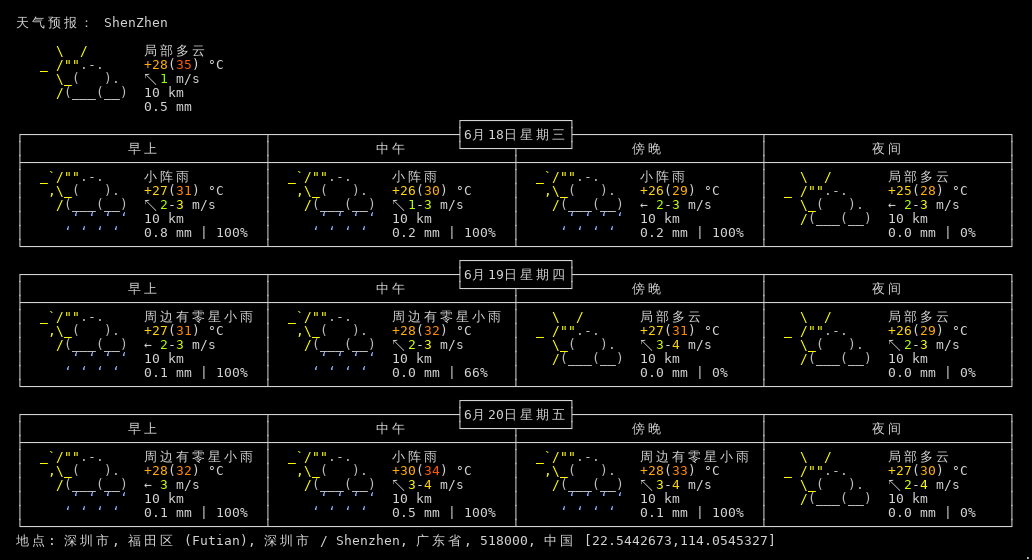 天气预报： ShenZhen
局部多云
+28(35) °C
↖ 1 m/s
10 km
0.5 mm
6月18日星期三
早上 中午 傍晚 夜间
小阵雨 小阵雨 小阵雨 局部多云
+27(31) °C +26(30) °C +26(29) °C +25(28) °C
↖ 2-3 m/s ↖ 1-3 m/s ← 2-3 m/s ← 2-3 m/s
10 km 10 km 10 km 10 km
0.8 mm | 100% 0.2 mm | 100% 0.2 mm | 100% 0.0 mm | 0%
6月19日星期四
早上 中午 傍晚 夜间
周边有零星小雨 周边有零星小雨 局部多云 局部多云
+27(31) °C +28(32) °C +27(31) °C +26(29) °C
← 2-3 m/s ↖ 2-3 m/s ↖ 3-4 m/s ↖ 2-3 m/s
10 km 10 km 10 km 10 km
0.1 mm | 100% 0.0 mm | 66% 0.0 mm | 0% 0.0 mm | 0%
6月20日星期五
早上 中午 傍晚 夜间
周边有零星小雨 小阵雨 周边有零星小雨 局部多云
+28(32) °C +30(34) °C +28(33) °C +27(30) °C
← 3 m/s ↖ 3-4 m/s ↖ 3-4 m/s ↖ 2-4 m/s
10 km 10 km 10 km 10 km
0.1 mm | 100% 0.5 mm | 100% 0.1 mm | 100% 0.0 mm | 0%
地点: 深圳市, 福田区 (Futian), 深圳市 / Shenzhen, 广东省, 518000, 中国 [22.5442673,114.0545327]